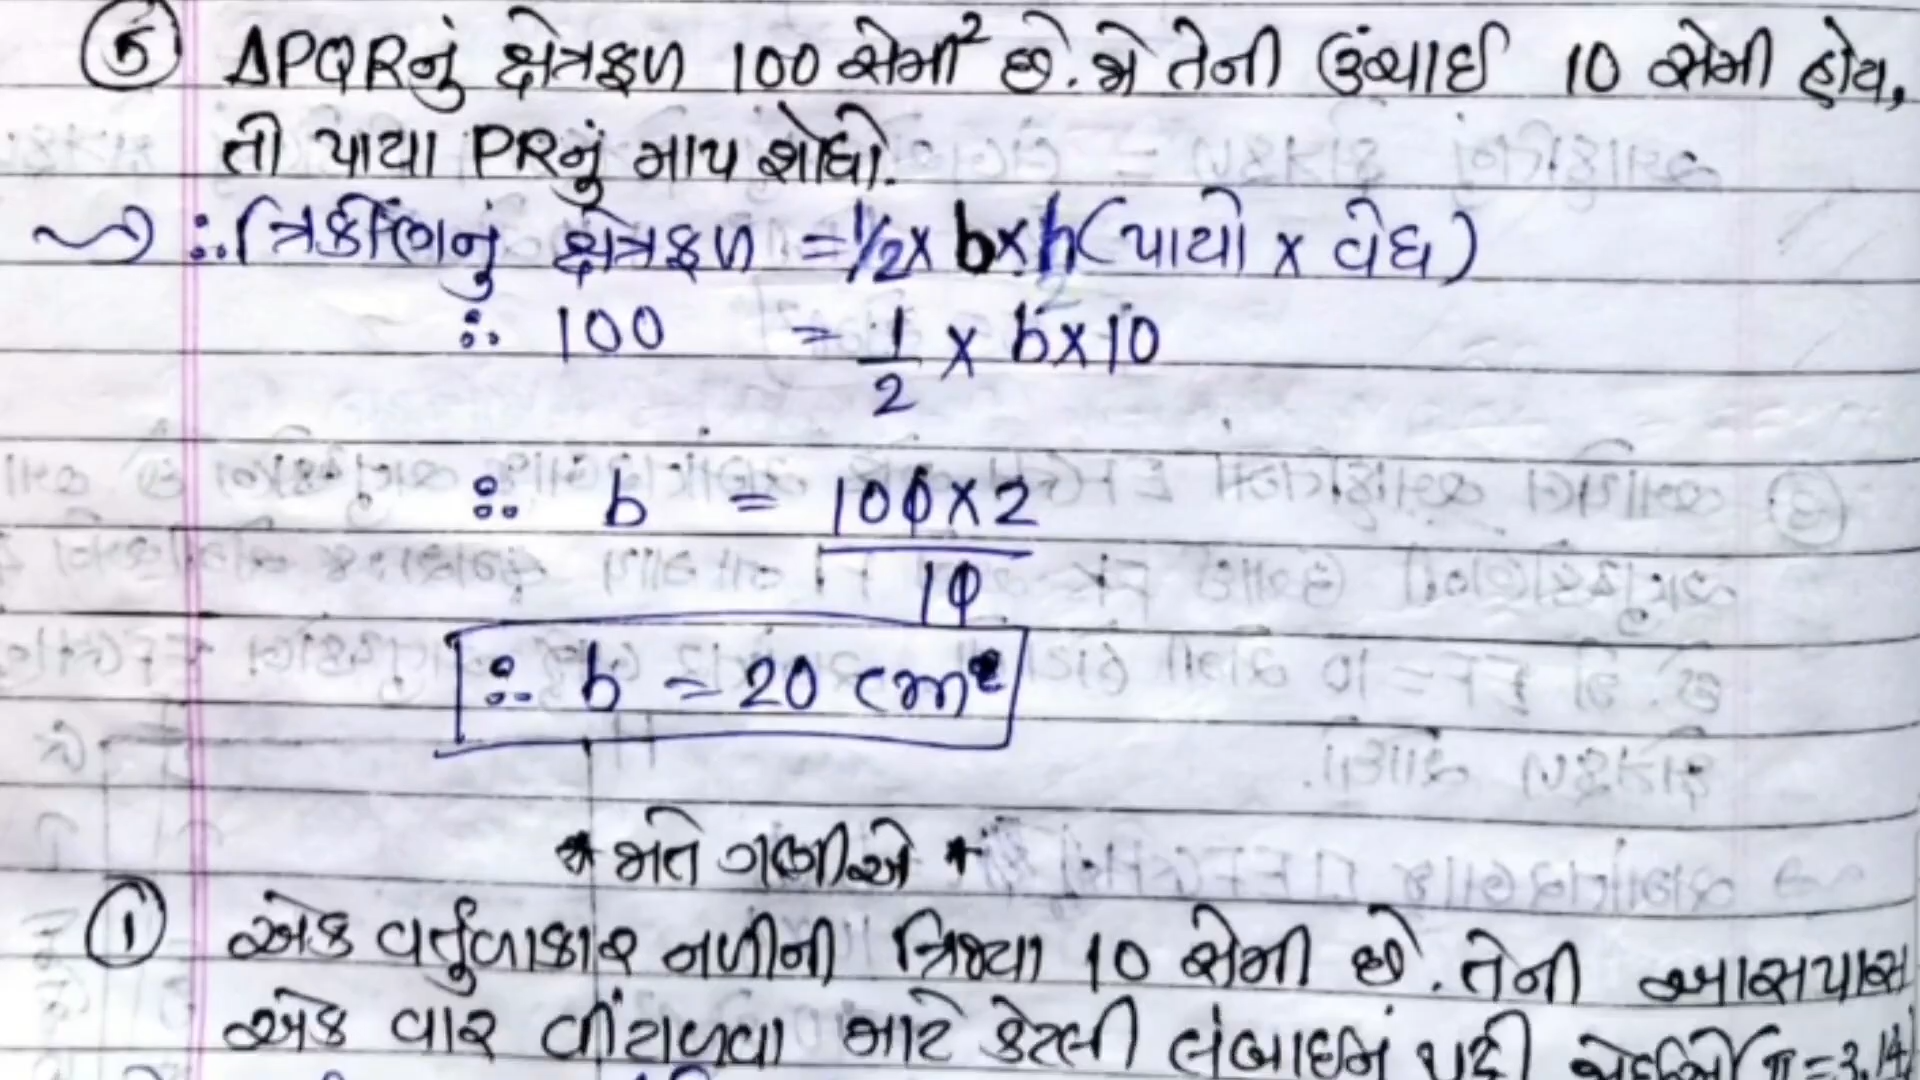 5 ΔPQRનું ક્ષેત્રફળ 100 સેમી² છે. જો તેની ઉંચાઈ 10 સેમી હોય,
તો પાયા PRનું માપ શોધો.
∴ ત્રિકોણનું ક્ષેત્રફળ = 1/2 × b × h (પાયો × વેધ)
∴ 100 = 1/2 × b × 10
∴ b = 100 × 2 / 10
∴ b = 20 cm
* જાતે ગણીએ *
1 એક વર્તુળાકાર નળીની ત્રિજ્યા 10 સેમી છે. તેની આસપાસ
એક વાર વીંટાળવા માટે કેટલી લંબાઈની પટ્ટી જોઈએ (π = 3.14)